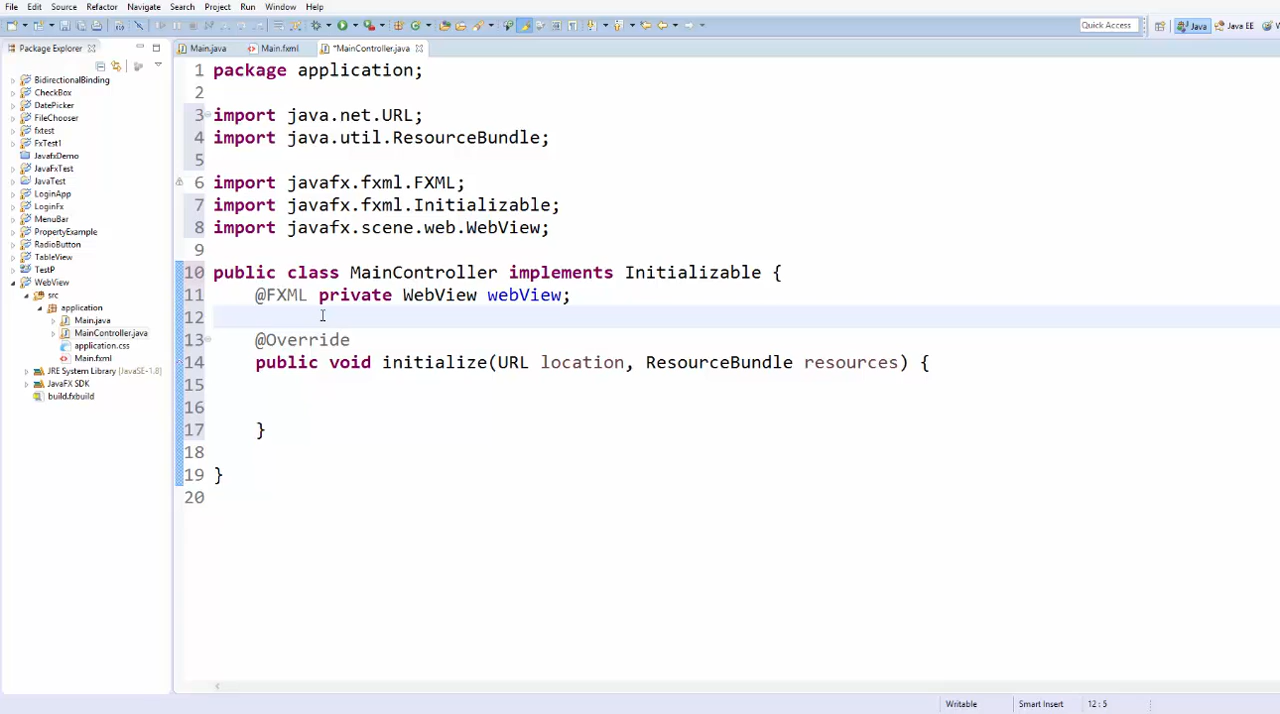 File Edit Source Refactor Navigate Search Project Run Window Help
Quick Access Java Java EE
Package Explorer Main.java Main.fxml *MainController.java
BidirectionalBinding
CheckBox
DatePicker
FileChooser
fxtest
FxTest1
JavafxDemo
JavaFxTest
JavaTest
LoginApp
LoginFx
MenuBar
PropertyExample
RadioButton
TableView
TestP
WebView
src
application
Main.java
MainController.java
application.css
Main.fxml
JRE System Library [JavaSE-1.8]
JavaFX SDK
build.fxbuild
1 package application;
2
3 import java.net.URL;
4 import java.util.ResourceBundle;
5
6 import javafx.fxml.FXML;
7 import javafx.fxml.Initializable;
8 import javafx.scene.web.WebView;
9
10 public class MainController implements Initializable {
11 @FXML private WebView webView;
12
13 @Override
14 public void initialize(URL location, ResourceBundle resources) {
15
16
17 }
18
19 }
20
Writable Smart Insert 12 : 5